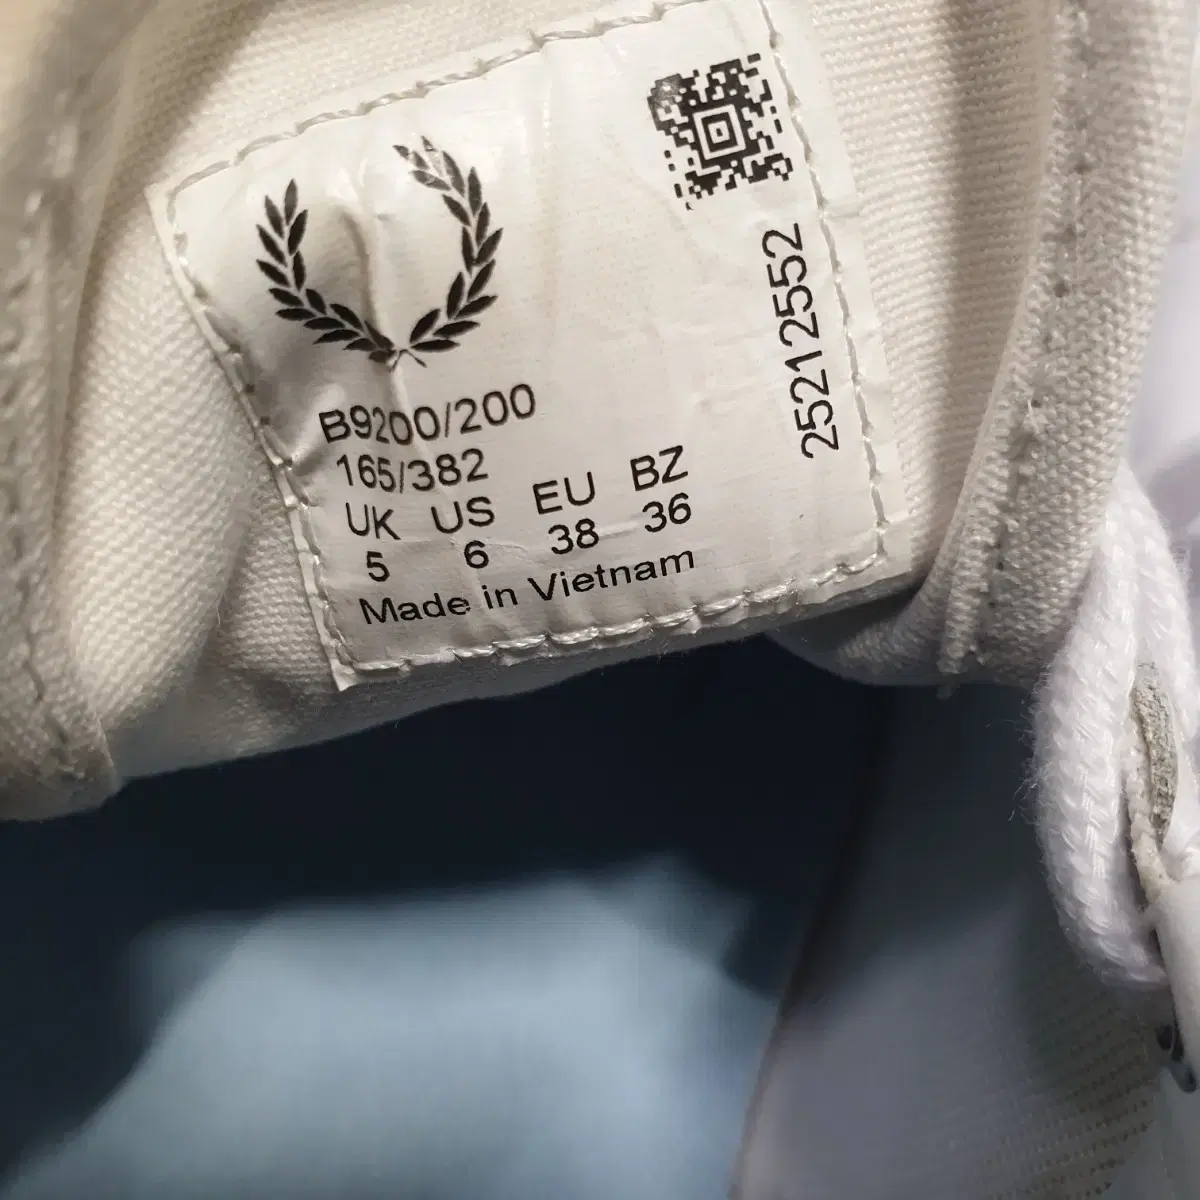 B9200/200
165/382
UK US EU BZ
5 6 38 36
Made in Vietnam
25212552